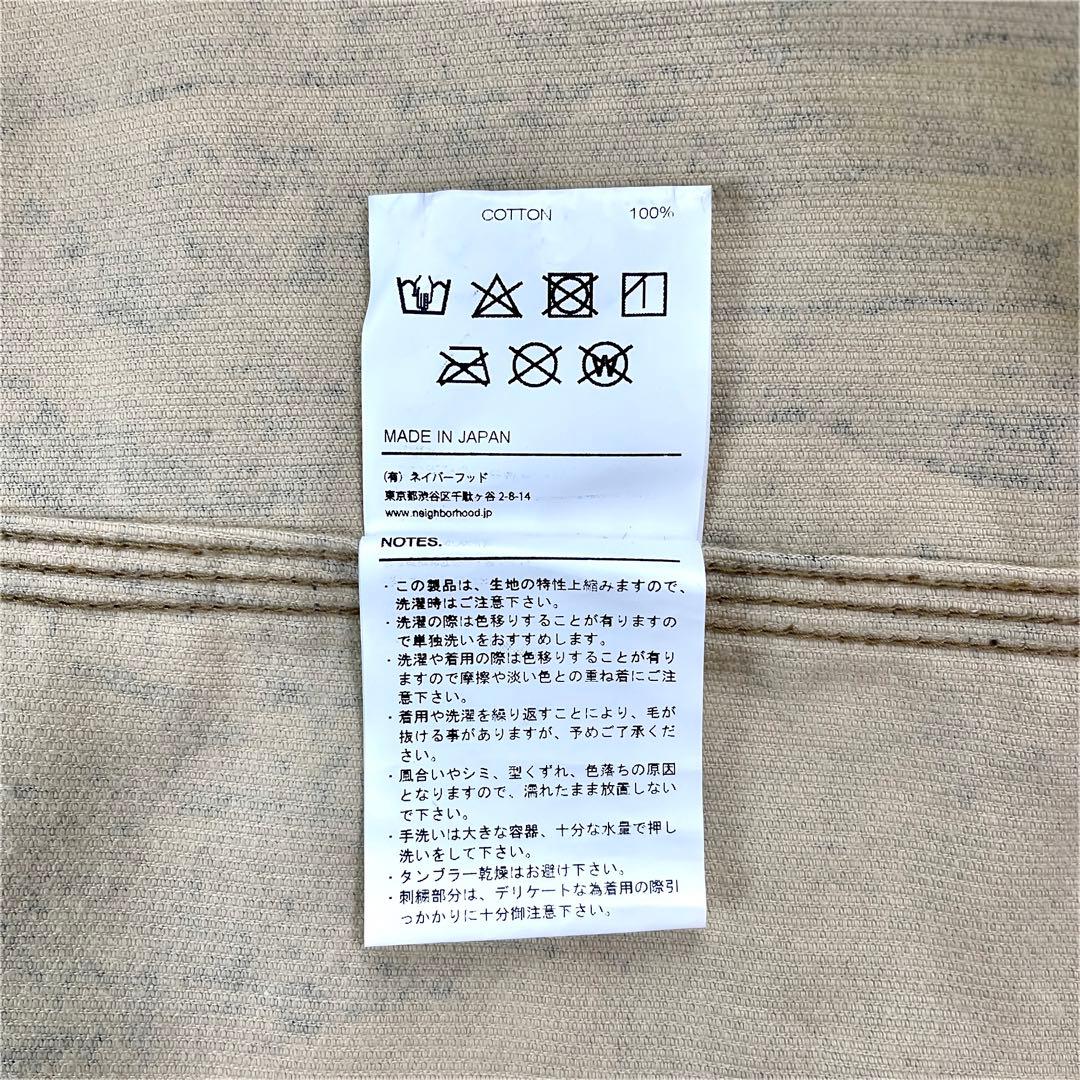 COTTON 100%
MADE IN JAPAN
(有) ネイバーフッド
東京都渋谷区千駄ヶ谷 2-8-14
www.neighborhood.jp
NOTES.
・この製品は、生地の特性上縮みますので、
洗濯時はご注意下さい。
・洗濯の際は色移りすることが有りますの
で単独洗いをおすすめします。
・洗濯や着用の際は色移りすることが有り
ますので摩擦や淡い色との重ね着にご注
意下さい。
・着用や洗濯を繰り返すことにより、毛が
抜ける事がありますが、予めご了承くだ
さい。
・風合いやシミ、型くずれ、色落ちの原因
となりますので、濡れたまま放置しない
で下さい。
・手洗いは大きな容器、十分な水量で押し
洗いをして下さい。
・タンブラー乾燥はお避け下さい。
・刺繍部分は、デリケートな為着用の際引
っかかりに十分御注意下さい。